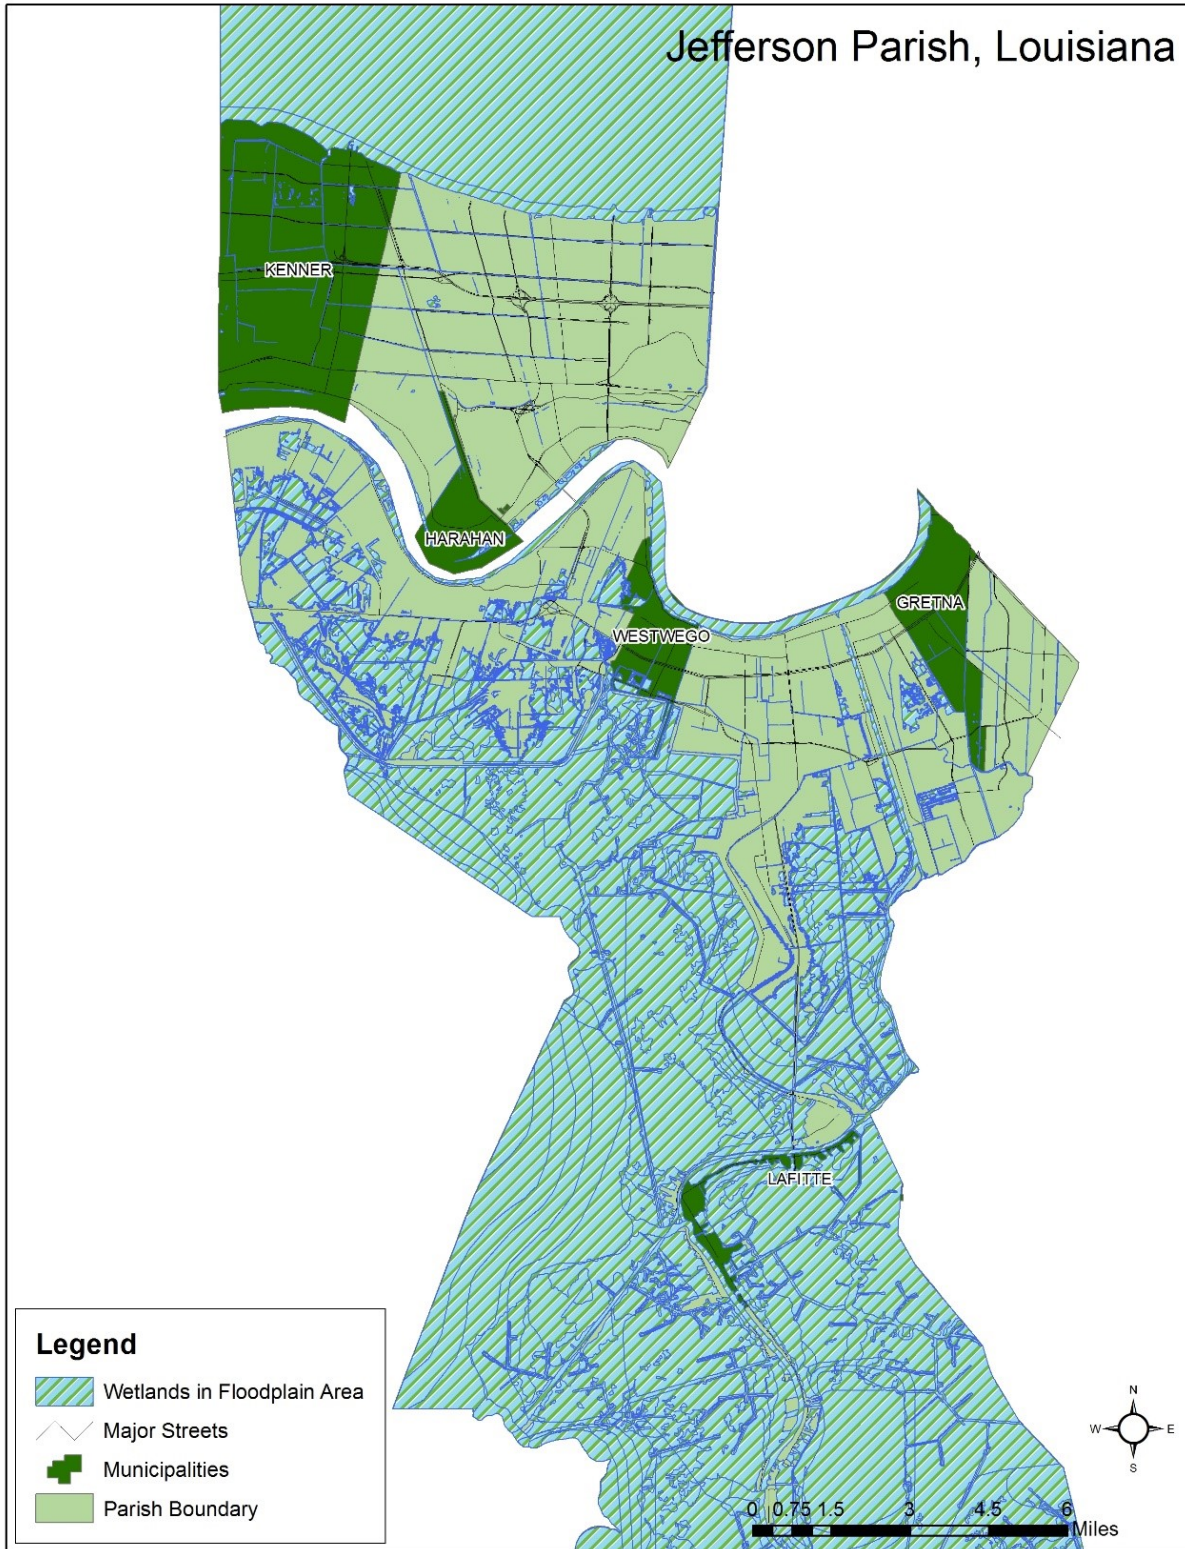 Jefferson Parish, Louisiana
KENNER
HARAHAN
GRETNA
WESTWEGO
LAFITTE
Legend
Wetlands in Floodplain Area
Major Streets
Municipalities
Parish Boundary
N
W E
S
0 0.75 1.5 3 4.5 6
Miles